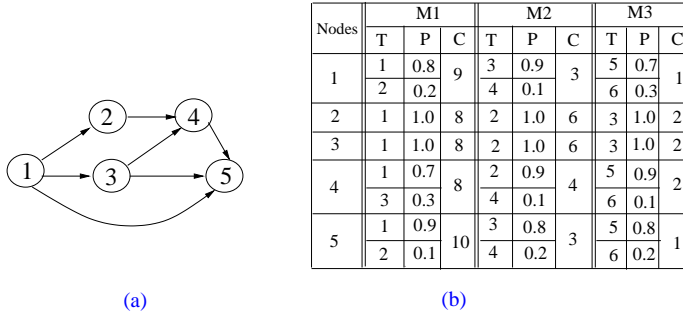 1
2
3
4
5
(a)
Nodes M1 M2 M3
T P C T P C T P C
1 1 0.8 9 3 0.9 3 5 0.7 1
2 0.2 4 0.1 6 0.3
2 1 1.0 8 2 1.0 6 3 1.0 2
3 1 1.0 8 2 1.0 6 3 1.0 2
4 1 0.7 8 2 0.9 4 5 0.9 2
3 0.3 4 0.1 6 0.1
5 1 0.9 10 3 0.8 3 5 0.8 1
2 0.1 4 0.2 6 0.2
(b)